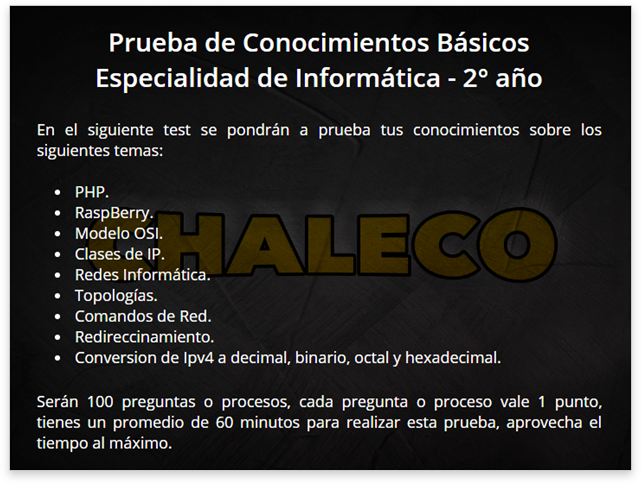 Prueba de Conocimientos Básicos
Especialidad de Informática - 2° año
En el siguiente test se pondrán a prueba tus conocimientos sobre los
siguientes temas:
• PHP.
• RaspBerry.
• Modelo OSI.
• Clases de IP.
• Redes Informática.
• Topologías.
• Comandos de Red.
• Redireccinamiento.
• Conversion de Ipv4 a decimal, binario, octal y hexadecimal.
CHALECO
Serán 100 preguntas o procesos, cada pregunta o proceso vale 1 punto,
tienes un promedio de 60 minutos para realizar esta prueba, aprovecha el
tiempo al máximo.